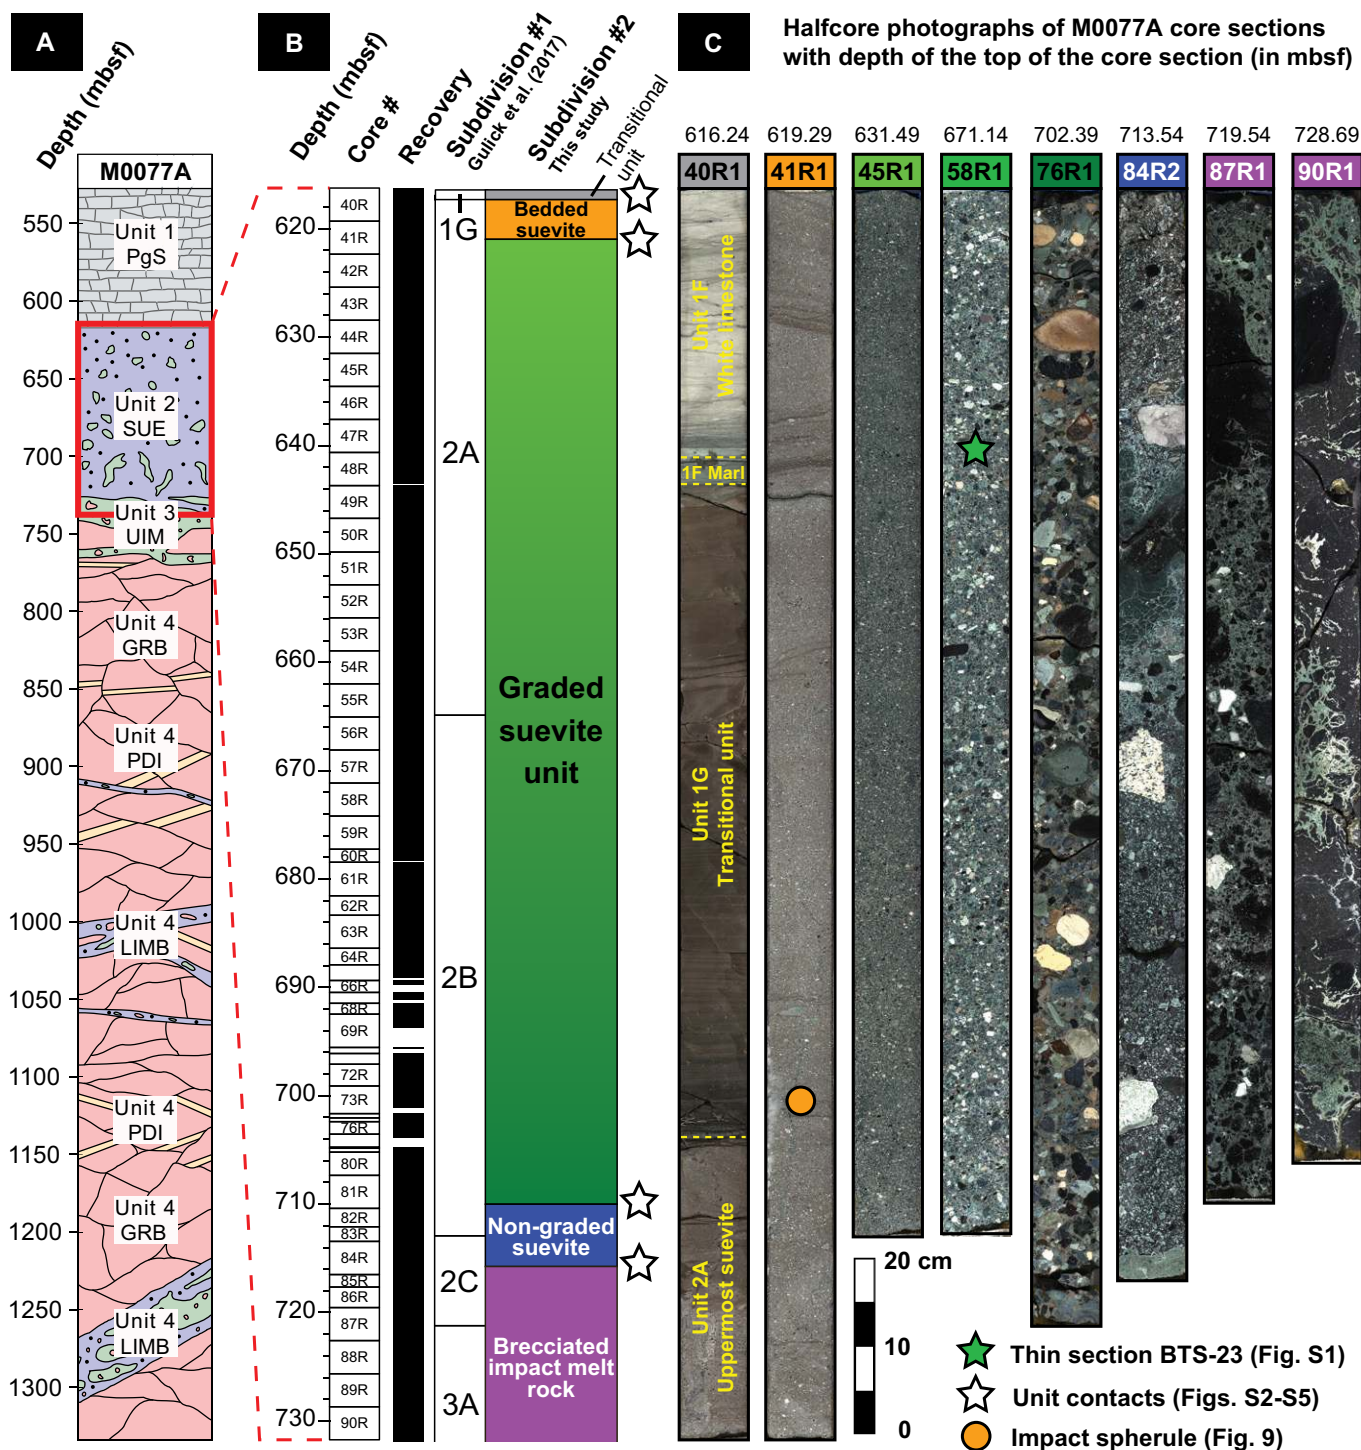 A
Depth (mbsf)
M0077A
550
600
650
700
750
800
850
900
950
1000
1050
1100
1150
1200
1250
1300
Unit 1
PgS
Unit 2
SUE
Unit 3
UIM
Unit 4
GRB
Unit 4
PDI
Unit 4
LIMB
Unit 4
PDI
Unit 4
GRB
Unit 4
LIMB
B
Depth (mbsf)
Core #
Recovery
Subdivision #1
Gulick et al. (2017)
Subdivision #2
This study
Transitional
unit
620
630
640
650
660
670
680
690
700
710
720
730
40R
41R
42R
43R
44R
45R
46R
47R
48R
49R
50R
51R
52R
53R
54R
55R
56R
57R
58R
59R
60R
61R
62R
63R
64R
66R
68R
69R
72R
73R
76R
80R
81R
82R
83R
84R
85R
86R
87R
88R
89R
90R
1G
2A
2B
2C
3A
Bedded
suevite
Graded
suevite
unit
Non-graded
suevite
Brecciated
impact melt
rock
C
Halfcore photographs of M0077A core sections
with depth of the top of the core section (in mbsf)
616.24 619.29 631.49 671.14 702.39 713.54 719.54 728.69
40R1 41R1 45R1 58R1 76R1 84R2 87R1 90R1
Unit 1F
White limestone
1F Marl
Unit 1G
Transitional unit
Unit 2A
Uppermost suevite
20 cm
10
0
Thin section BTS-23 (Fig. S1)
Unit contacts (Figs. S2-S5)
Impact spherule (Fig. 9)